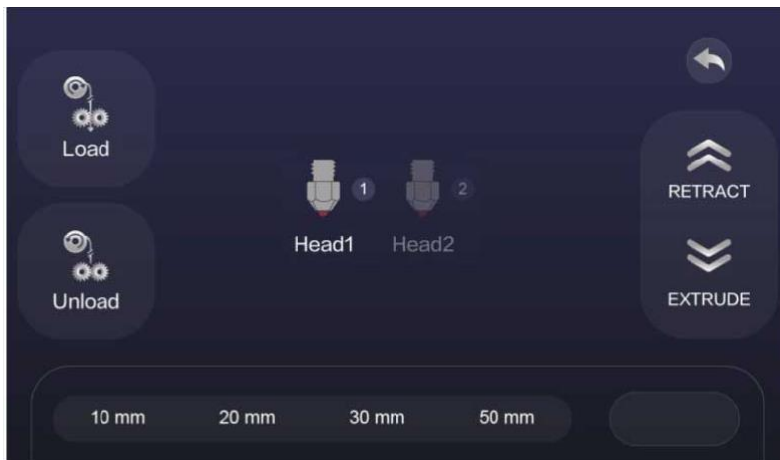 Load
1
2
RETRACT
Head1
Head2
Unload
EXTRUDE
10 mm
20 mm
30 mm
50 mm